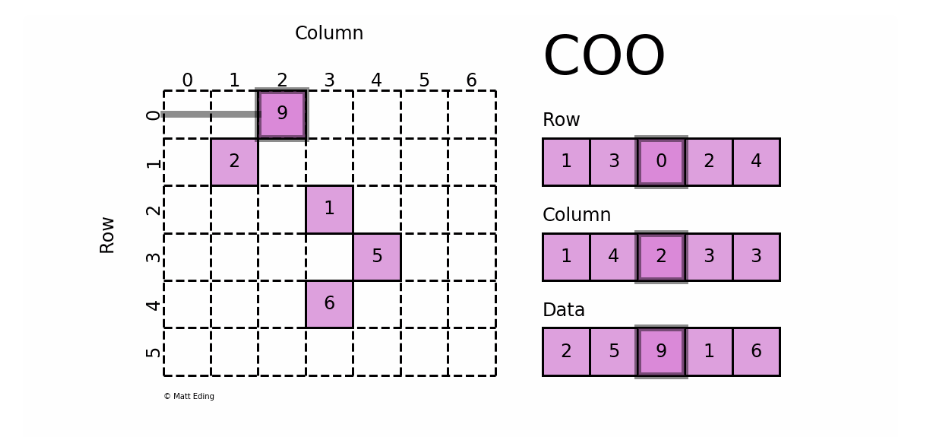 Column
COO
0 1 2 3 4 5 6
0 9
Row
1 2
1 3 0 2 4
2 1
Column
Row
3 5
1 4 2 3 3
4 6
Data
5
2 5 9 1 6
© Matt Eding